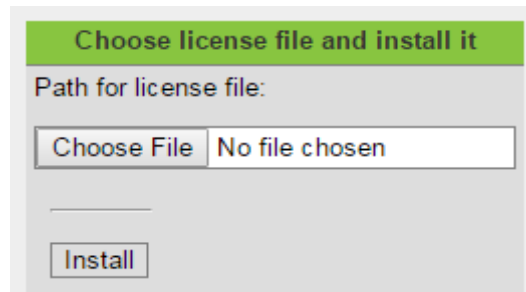 Choose license file and install it
Path for license file:
Choose File No file chosen
Install